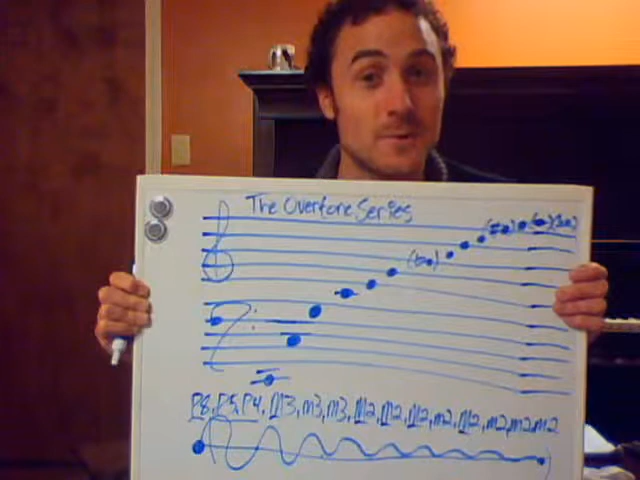 The Overtone Series
(b ) (# ) (b ) (b )
P8, P5, P4, M3, m3, m3, M2, M2, M2, m2, M2, m2, m2, m2